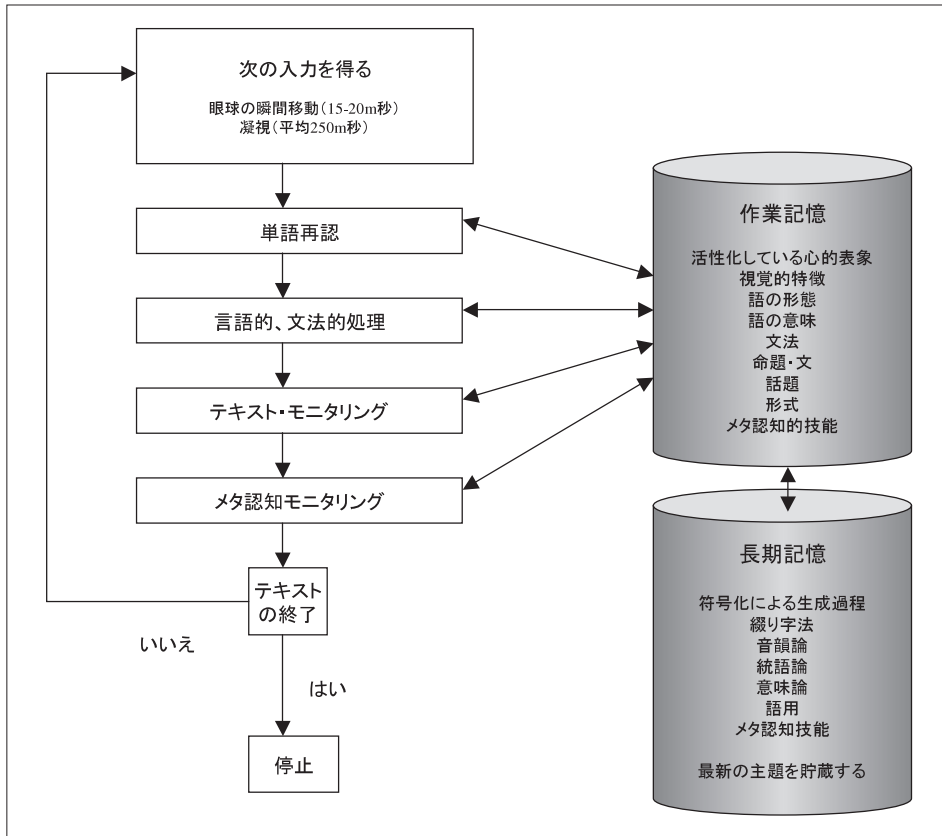 次の入力を得る
眼球の瞬間移動(15-20m秒)
凝視(平均250m秒)
単語再認
言語的、文法的処理
テキスト・モニタリング
メタ認知モニタリング
テキスト
の終了
いいえ
はい
停止
作業記憶
活性化している心的表象
視覚的特徴
語の形態
語の意味
文法
命題・文
話題
形式
メタ認知的技能
長期記憶
符号化による生成過程
綴り字法
音韻論
統語論
意味論
語用
メタ認知技能
最新の主題を貯蔵する